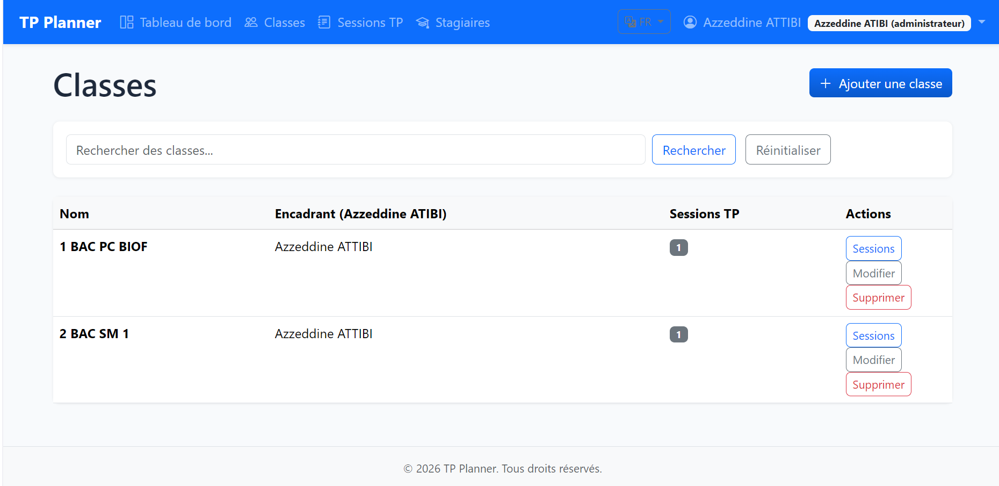 TP Planner Tableau de bord Classes Sessions TP Stagiaires FR Azzeddine ATTIBI Azzeddine ATIBI (administrateur)
Classes
+ Ajouter une classe
Rechercher des classes... Rechercher Réinitialiser
Nom Encadrant (Azzeddine ATIBI) Sessions TP Actions
1 BAC PC BIOF Azzeddine ATTIBI 1 Sessions
Modifier
Supprimer
2 BAC SM 1 Azzeddine ATTIBI 1 Sessions
Modifier
Supprimer
© 2026 TP Planner. Tous droits réservés.